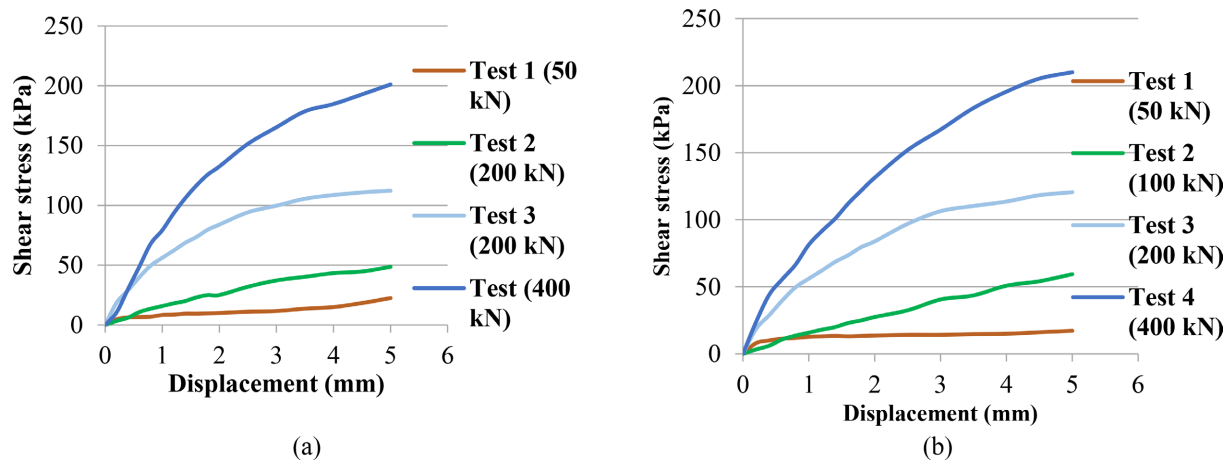 250
200
150
100
50
0
Shear stress (kPa)
0 1 2 3 4 5 6
Displacement (mm)
Test 1 (50
kN)
Test 2
(200 kN)
Test 3
(200 kN)
Test (400
kN)
(a)
250
200
150
100
50
0
Shear stress (kPa)
0 1 2 3 4 5 6
Displacement (mm)
Test 1
(50 kN)
Test 2
(100 kN)
Test 3
(200 kN)
Test 4
(400 kN)
(b)